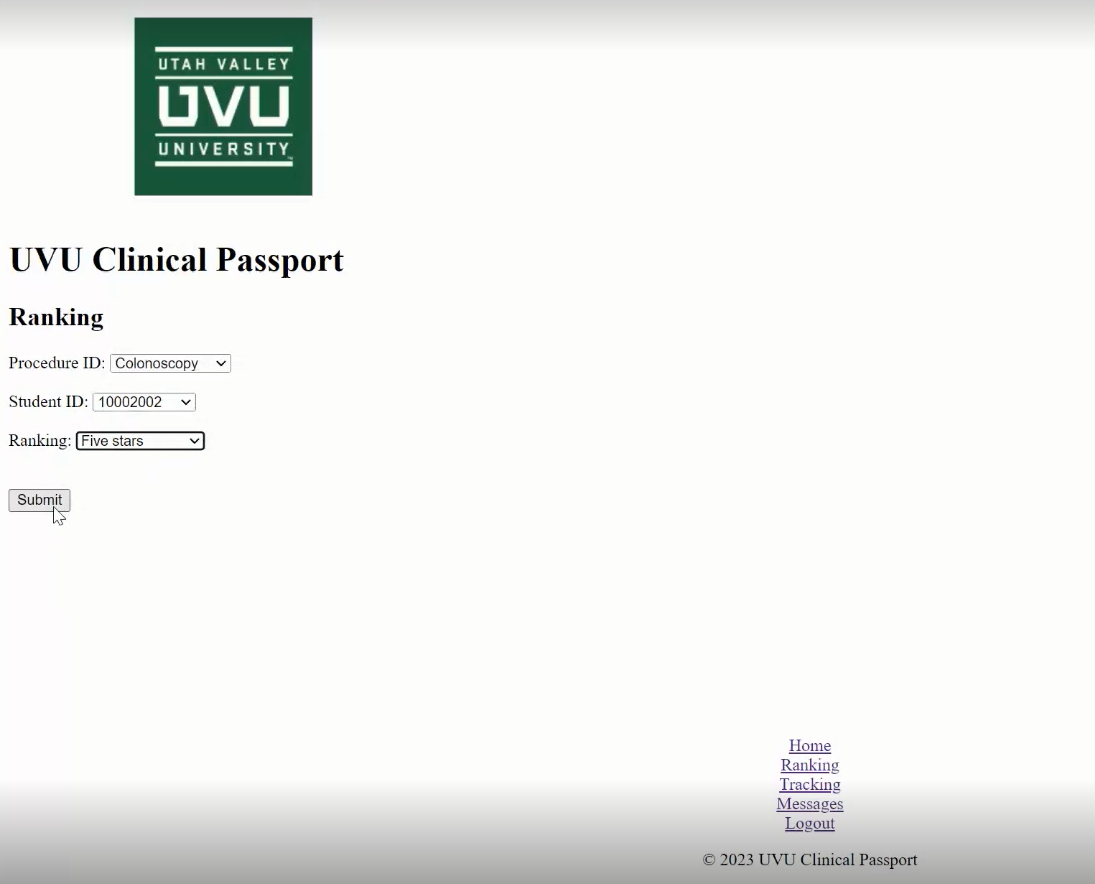 UTAH VALLEY
UVU
UNIVERSITY™
UVU Clinical Passport
Ranking
Procedure ID: Colonoscopy
Student ID: 10002002
Ranking: Five stars
Submit
Home
Ranking
Tracking
Messages
Logout
© 2023 UVU Clinical Passport